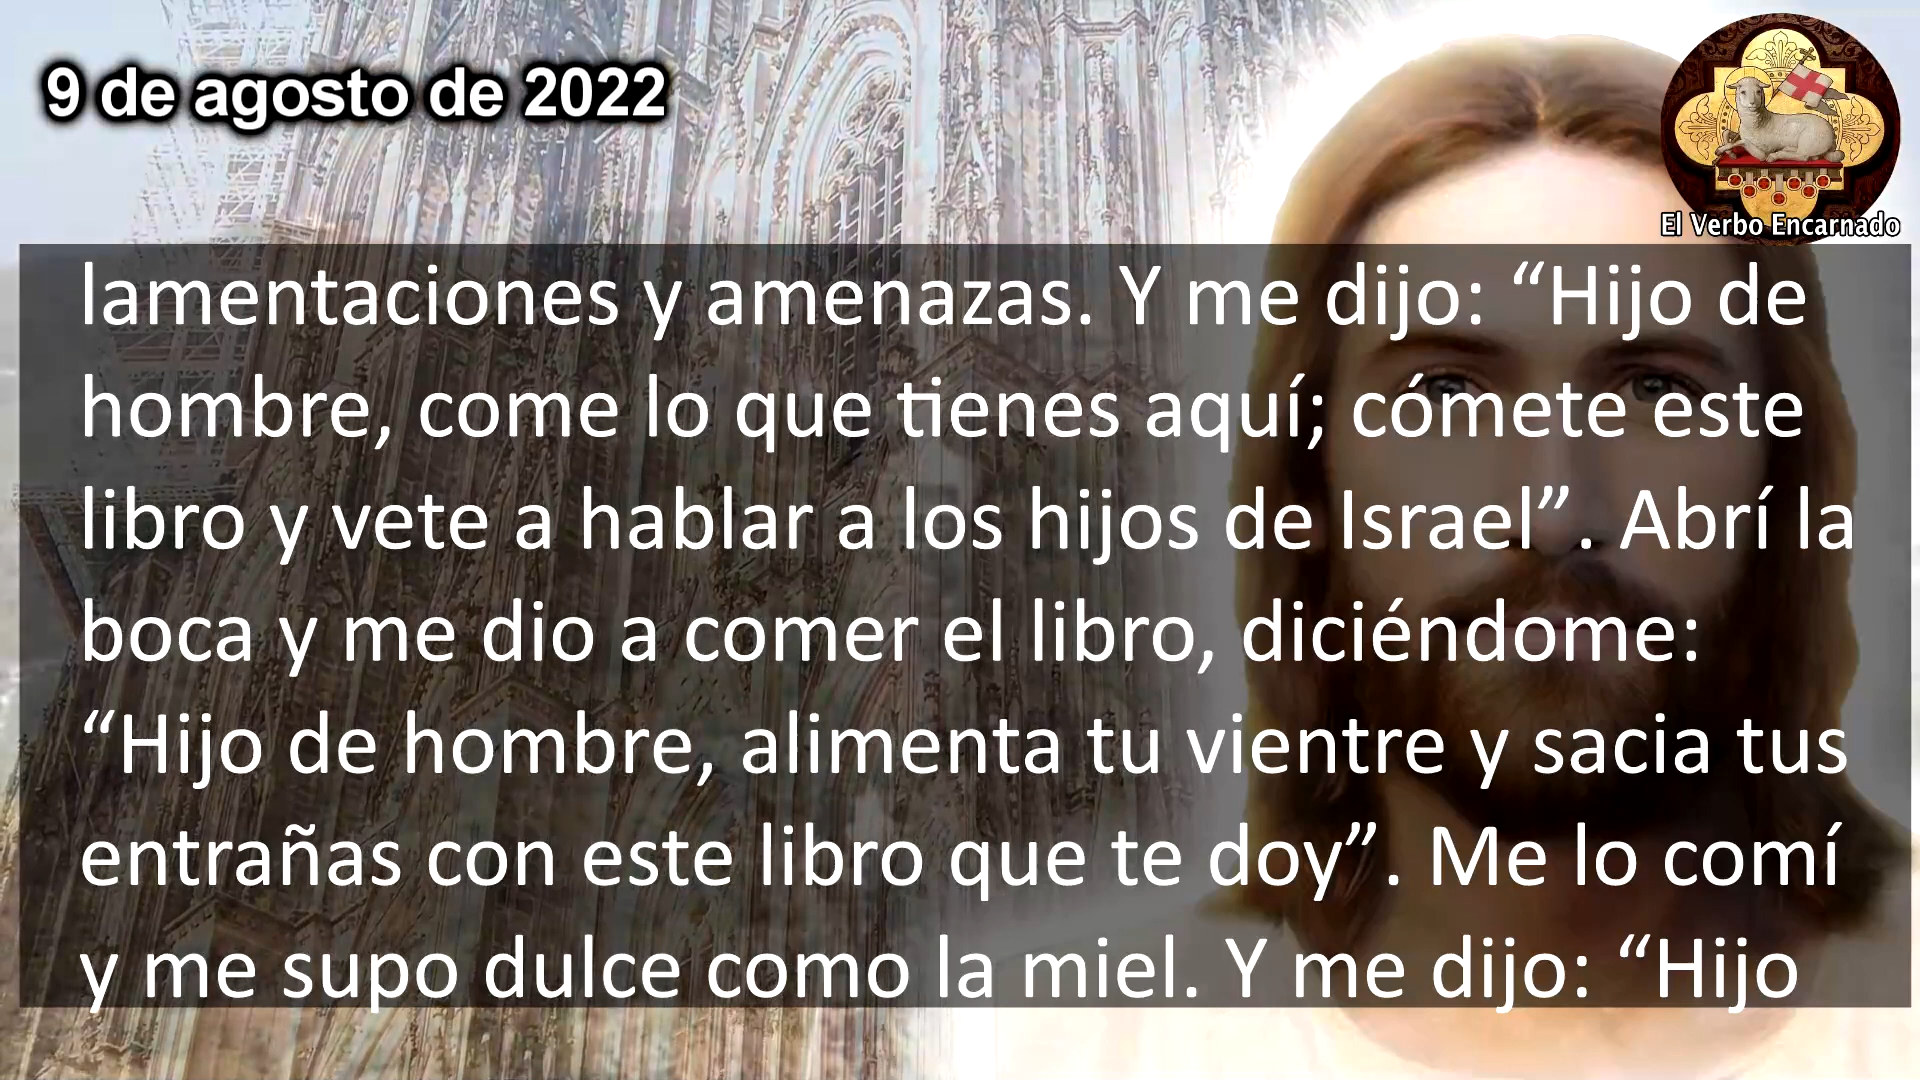 9 de agosto de 2022
El Verbo Encarnado
lamentaciones y amenazas. Y me dijo: “Hijo de
hombre, come lo que tienes aquí; cómete este
libro y vete a hablar a los hijos de Israel”. Abrí la
boca y me dio a comer el libro, diciéndome:
“Hijo de hombre, alimenta tu vientre y sacia tus
entrañas con este libro que te doy”. Me lo comí
y me supo dulce como la miel. Y me dijo: “Hijo